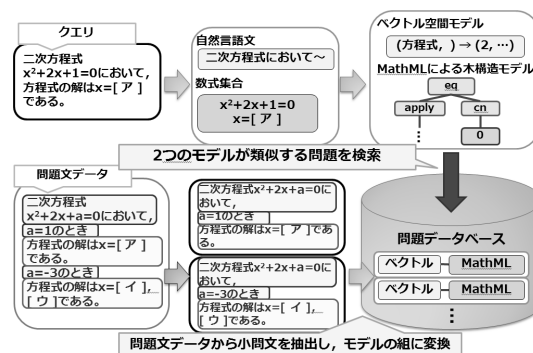 クエリ
二次方程式
x²+2x+1=0において,
方程式の解はx=[ ア ]
である。
自然言語文
二次方程式において～
数式集合
x²+2x+1=0
x=[ ア ]
ベクトル空間モデル
(方程式, ) → (2, …)
MathMLによる木構造モデル
eq
apply
cn
⋮
0
2つのモデルが類似する問題を検索
問題文データ
二次方程式
x²+2x+a=0において,
a=1のとき
方程式の解はx=[ ア ]
である。
a=-3のとき
方程式の解はx=[ イ ],
[ ウ ]である。
二次方程式x²+2x+a=0に
おいて,
a=1のとき
方程式の解はx=[ ア ]であ
る。
二次方程式x²+2x+a=0に
おいて,
a=-3のとき
方程式の解はx=[ イ ],
[ ウ ]である。
問題データベース
ベクトル
MathML
ベクトル
MathML
⋮
問題文データから小問文を抽出し, モデルの組に変換